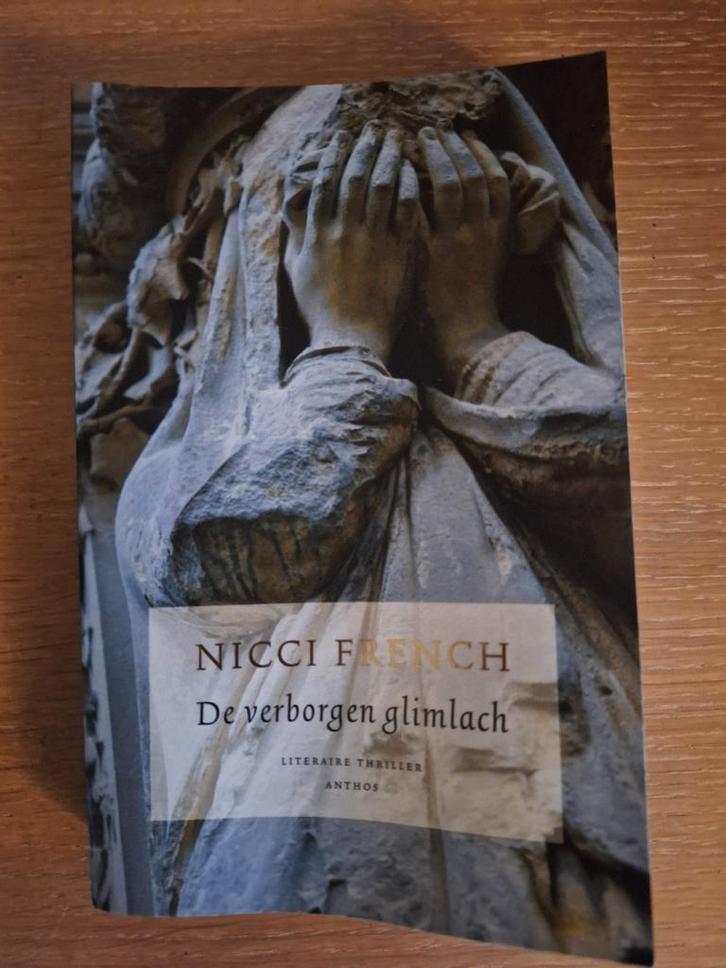 NICCI FRENCH
De verborgen glimlach
LITERAIRE THRILLER
ANTHOS